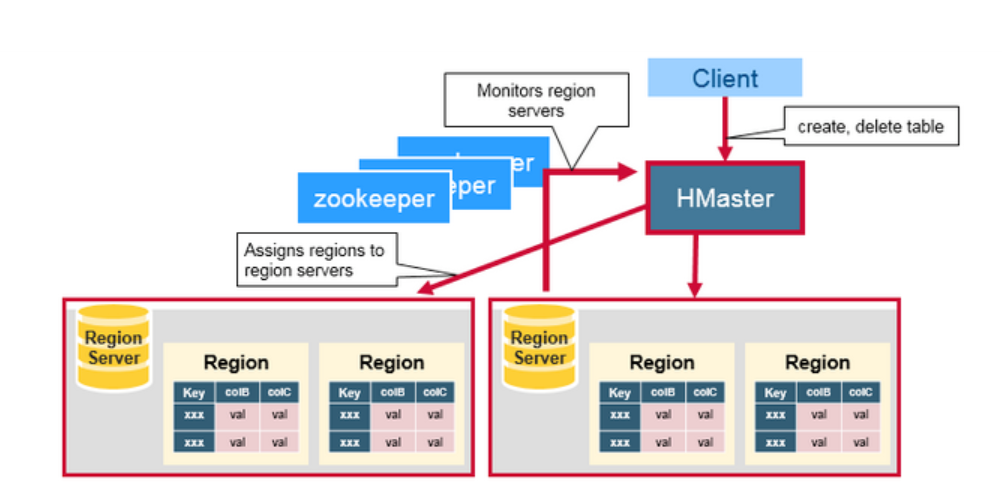 Client
Monitors region
servers
create, delete table
er
eper
zookeeper
HMaster
Assigns regions to
region servers
Region
Server
Region
Key colB colC
xxx val val
xxx val val
Region
Key colB colC
xxx val val
xxx val val
Region
Server
Region
Key colB colC
xxx val val
xxx val val
Region
Key colB colC
xxx val val
xxx val val